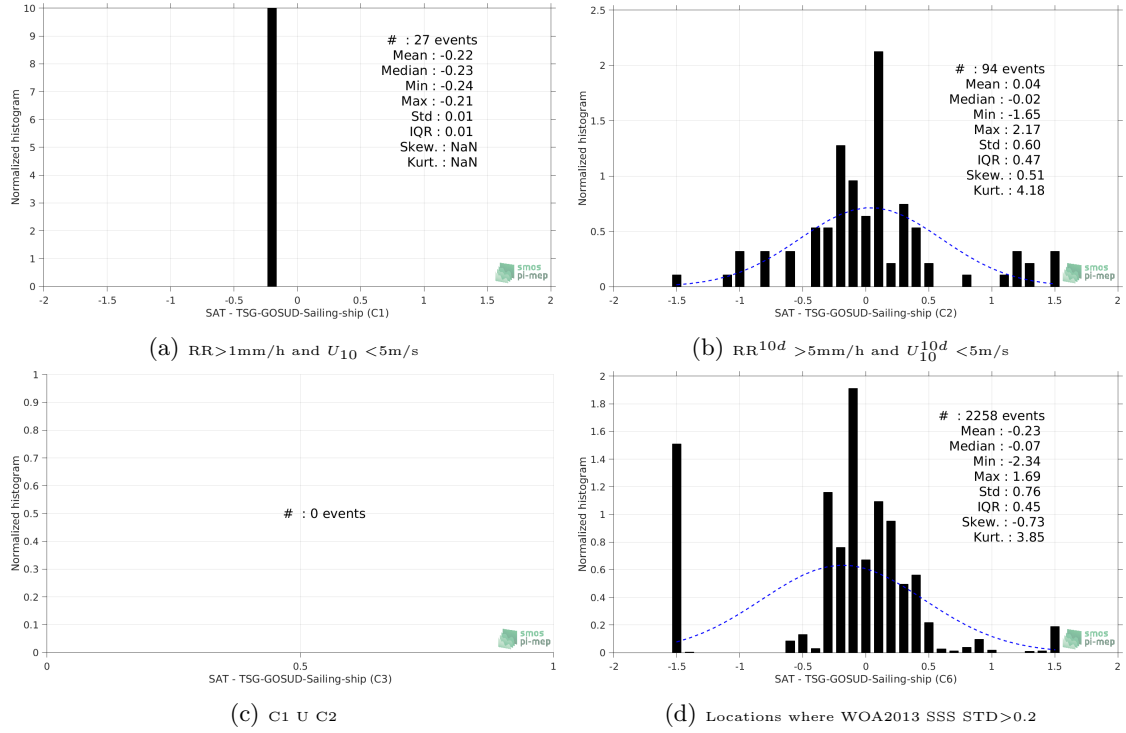 10
9
8
7
6
5
4
3
2
1
0
Normalized histogram
# : 27 events
Mean : -0.22
Median : -0.23
Min : -0.24
Max : -0.21
Std : 0.01
IQR : 0.01
Skew. : NaN
Kurt. : NaN
smos
pi-mep
-2 -1 0 1 2
SAT - TSG-GOSUD-Sailing-ship (C1)
(a) RR>1mm/h and U10 <5m/s
2.5
2
1.5
1
0.5
0
Normalized histogram
# : 94 events
Mean : 0.04
Median : -0.02
Min : -1.65
Max : 2.17
Std : 0.60
IQR : 0.47
Skew. : 0.51
Kurt. : 4.18
smos
pi-mep
-2 -1.5 -1 -0.5 0 0.5 1 1.5 2
SAT - TSG-GOSUD-Sailing-ship (C2)
(b) RR10d >5mm/h and U10d10 <5m/s
1
0.9
0.8
0.7
0.6
0.5
0.4
0.3
0.2
0.1
0
Normalized histogram
# : 0 events
smos
pi-mep
0 0.5 1
SAT - TSG-GOSUD-Sailing-ship (C3)
(c) C1 U C2
2
1.8
1.6
1.4
1.2
1
0.8
0.6
0.4
0.2
0
Normalized histogram
# : 2258 events
Mean : -0.23
Median : -0.07
Min : -2.34
Max : 1.69
Std : 0.76
IQR : 0.45
Skew. : -0.73
Kurt. : 3.85
smos
pi-mep
-2 -1.5 -1 -0.5 0 0.5 1 1.5 2
SAT - TSG-GOSUD-Sailing-ship (C6)
(d) Locations where WOA2013 SSS STD>0.2